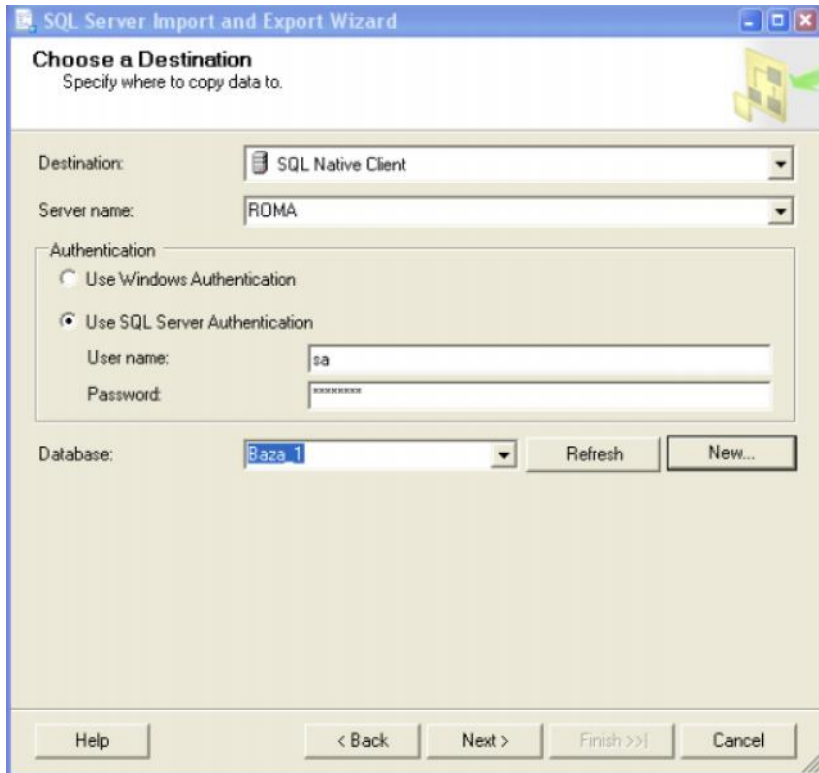 SQL Server Import and Export Wizard
Choose a Destination
Specify where to copy data to.
Destination: SQL Native Client
Server name: ROMA
Authentication
Use Windows Authentication
Use SQL Server Authentication
User name: sa
Password: ********
Database: Baza_1 Refresh New...
Help < Back Next > Finish >>| Cancel